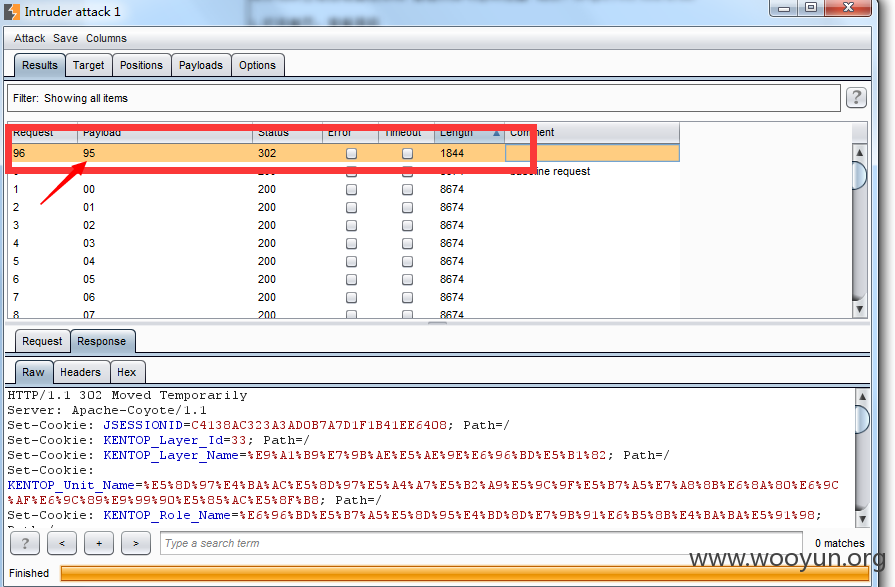 Intruder attack 1
Attack Save Columns
Results Target Positions Payloads Options
Filter: Showing all items ?
Request Payload Status Error Timeout Length Comment
96 95 302 1844
200 8674 baseline request
1 00 200 8674
2 01 200 8674
3 02 200 8674
4 03 200 8674
5 04 200 8674
6 05 200 8674
7 06 200 8674
8 07 200 8674
Request Response
Raw Headers Hex
HTTP/1.1 302 Moved Temporarily
Server: Apache-Coyote/1.1
Set-Cookie: JSESSIONID=C4138AC323A3AD0B7A7D1F1B41EE6408; Path=/
Set-Cookie: KENTOP_Layer_Id=33; Path=/
Set-Cookie: KENTOP_Layer_Name=%E9%A1%B9%E7%9B%AE%E5%AE%9E%E6%96%BD%E5%B1%82; Path=/
Set-Cookie:
KENTOP_Unit_Name=%E5%8D%97%E4%BA%AC%E5%8D%97%E5%A4%A7%E5%B2%A9%E5%9C%9F%E5%B7%A5%E7%A8%8B%E6%8A%80%E6%9C
%AF%E6%9C%89%E9%99%90%E5%85%AC%E5%8F%B8; Path=/
Set-Cookie: KENTOP_Role_Name=%E6%96%BD%E5%B7%A5%E5%8D%95%E4%BD%8D%E7%9B%91%E6%B5%8B%E4%BA%BA%E5%91%98;
? < + > Type a search term 0 matches
www.wooyun.org
Finished